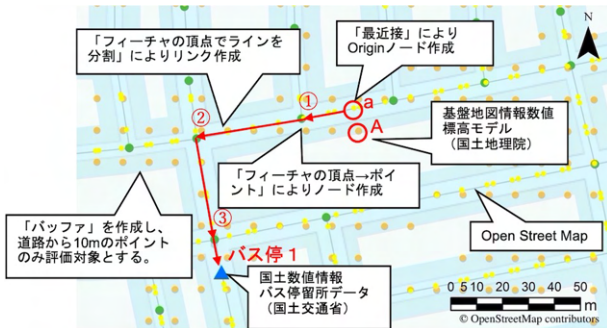 「フィーチャの頂点でラインを
分割」によりリンク作成
「最近接」により
Originノード作成
N
①
a
②
A
基盤地図情報数値
標高モデル
（国土地理院）
「フィーチャの頂点→ポ
イント」によりノード作成
「バッファ」を作成し、
道路から10mのポイント
のみ評価対象とする。
③
バス停１
Open Street Map
国土数値情報
バス停留所データ
（国土交通省）
0 10 20 30 40 50
m
© OpenStreetMap contributors